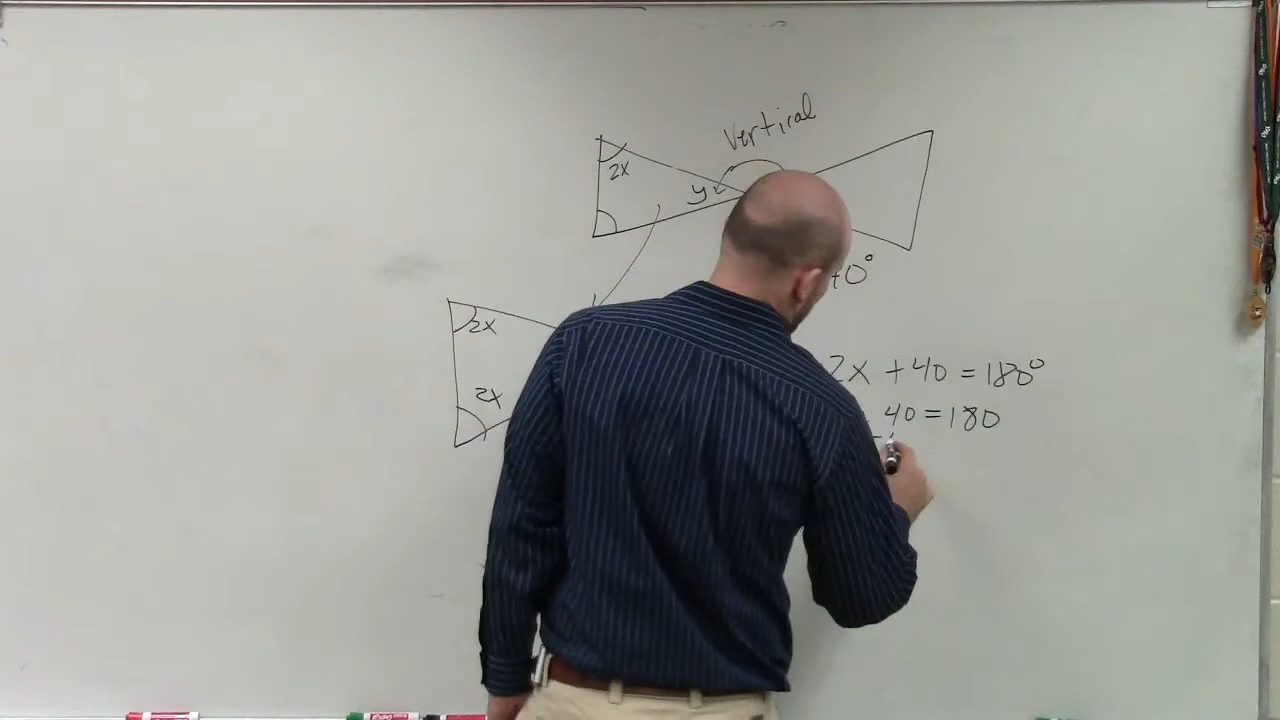 Vertical
2x
y
40°
2x
2x + 40 = 180°
2x
40 = 180